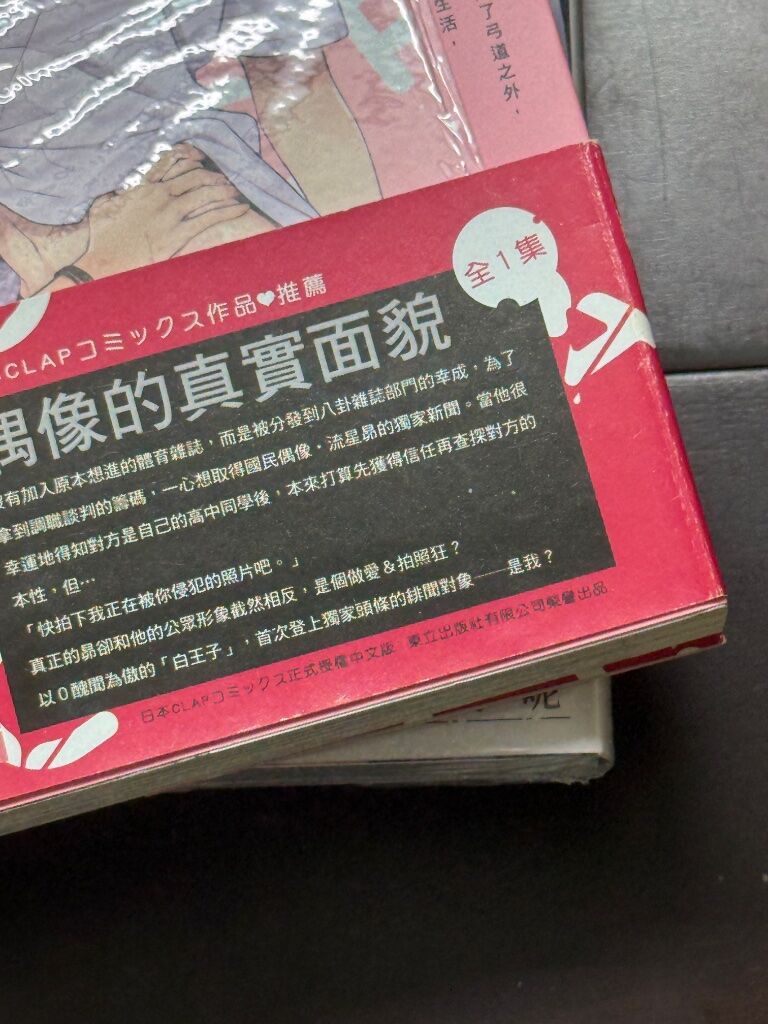 生活，
了弓道之外，
全1集
CLAPコミックス作品♥推薦
偶像的真實面貌
沒有加入原本想進的體育雜誌，而是被分發到八卦雜誌部門的幸成，為了
拿到調職談判的籌碼，一心想取得國民偶像・流星昴的獨家新聞。當他很
幸運地得知對方是自己的高中同學後，本來打算先獲得信任再查探對方的
本性，但…
「快拍下我正在被你侵犯的照片吧。」
真正的昴卻和他的公眾形象截然相反，是個做愛＆拍照狂？
以0醜聞為傲的「白王子」，首次登上獨家頭條的緋聞對象——是我？
日本CLAPコミックス正式授權中文版 東立出版社有限公司榮譽出品
呢